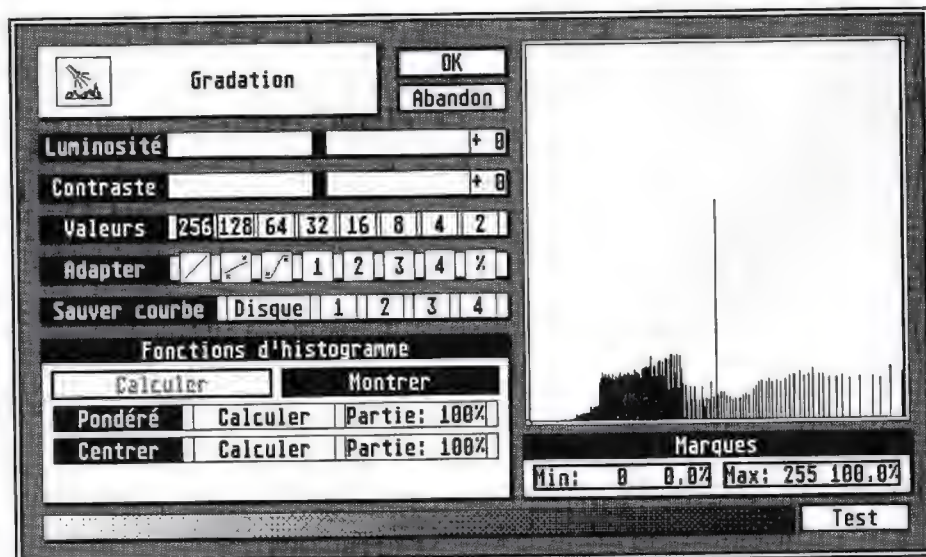 Gradation
OK
Abandon
Luminosité + 0
Contraste + 0
Valeurs 256 128 64 32 16 8 4 2
Adapter 1 2 3 4 %
Sauver courbe Disque 1 2 3 4
Fonctions d'histogramme
Calculer Montrer
Pondéré Calculer Partie: 100%
Centrer Calculer Partie: 100%
Marques
Min: 0 0,0% Max: 255 100,0%
Test